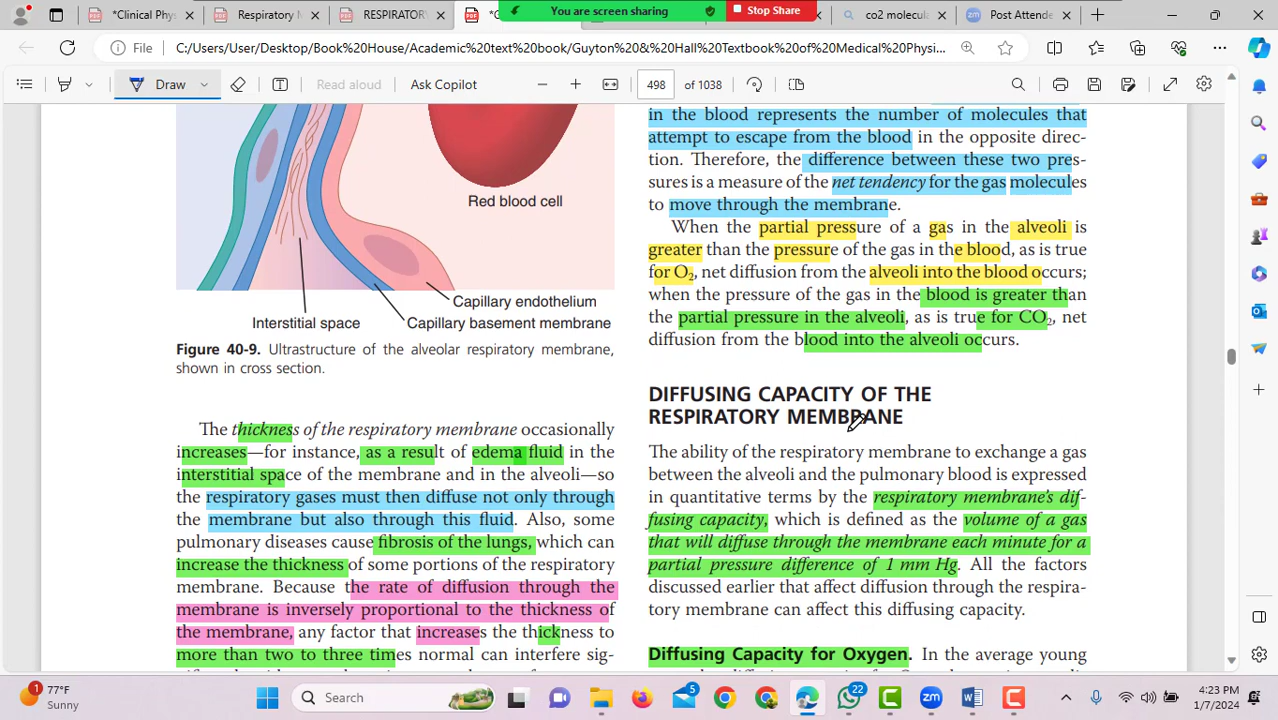 *Clinical Phys
Respiratory M
RESPIRATORY
You are screen sharing
Stop Share
co2 molecula
Post Attende
File
C:/Users/User/Desktop/Book%20House/Academic%20text%20book/Guyton%20&%20Hall%20Textbook%20of%20Medical%20Physi...
Draw
Read aloud
Ask Copilot
498 of 1038
Red blood cell
Capillary endothelium
Interstitial space
Capillary basement membrane
Figure 40-9. Ultrastructure of the alveolar respiratory membrane,
shown in cross section.
The thickness of the respiratory membrane occasionally
increases—for instance, as a result of edema fluid in the
interstitial space of the membrane and in the alveoli—so
the respiratory gases must then diffuse not only through
the membrane but also through this fluid. Also, some
pulmonary diseases cause fibrosis of the lungs, which can
increase the thickness of some portions of the respiratory
membrane. Because the rate of diffusion through the
membrane is inversely proportional to the thickness of
the membrane, any factor that increases the thickness to
more than two to three times normal can interfere sig-
in the blood represents the number of molecules that
attempt to escape from the blood in the opposite direc-
tion. Therefore, the difference between these two pres-
sures is a measure of the net tendency for the gas molecules
to move through the membrane.
When the partial pressure of a gas in the alveoli is
greater than the pressure of the gas in the blood, as is true
for O2, net diffusion from the alveoli into the blood occurs;
when the pressure of the gas in the blood is greater than
the partial pressure in the alveoli, as is true for CO2, net
diffusion from the blood into the alveoli occurs.
DIFFUSING CAPACITY OF THE
RESPIRATORY MEMBRANE
The ability of the respiratory membrane to exchange a gas
between the alveoli and the pulmonary blood is expressed
in quantitative terms by the respiratory membrane's dif-
fusing capacity, which is defined as the volume of a gas
that will diffuse through the membrane each minute for a
partial pressure difference of 1 mm Hg. All the factors
discussed earlier that affect diffusion through the respira-
tory membrane can affect this diffusing capacity.
Diffusing Capacity for Oxygen. In the average young
77°F
Sunny
Search
5
22
4:23 PM
1/7/2024